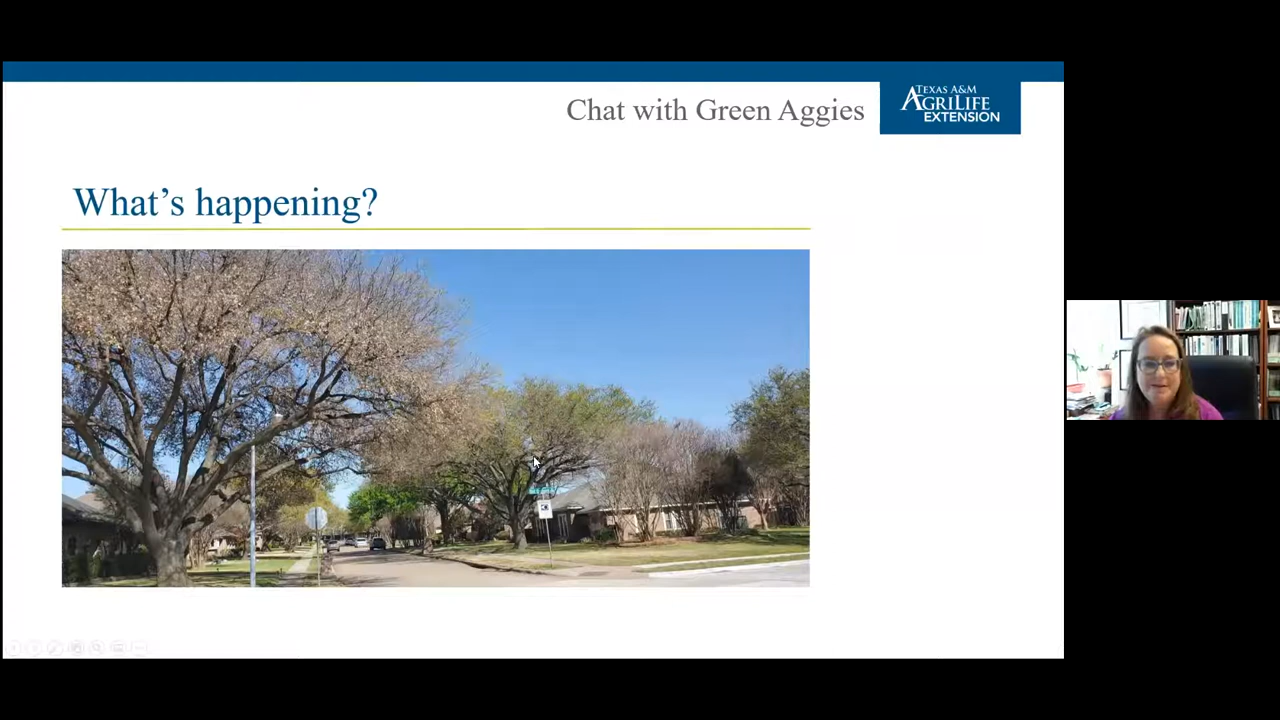 Chat with Green Aggies
TEXAS A&M
AGRILIFE
EXTENSION
What's happening?